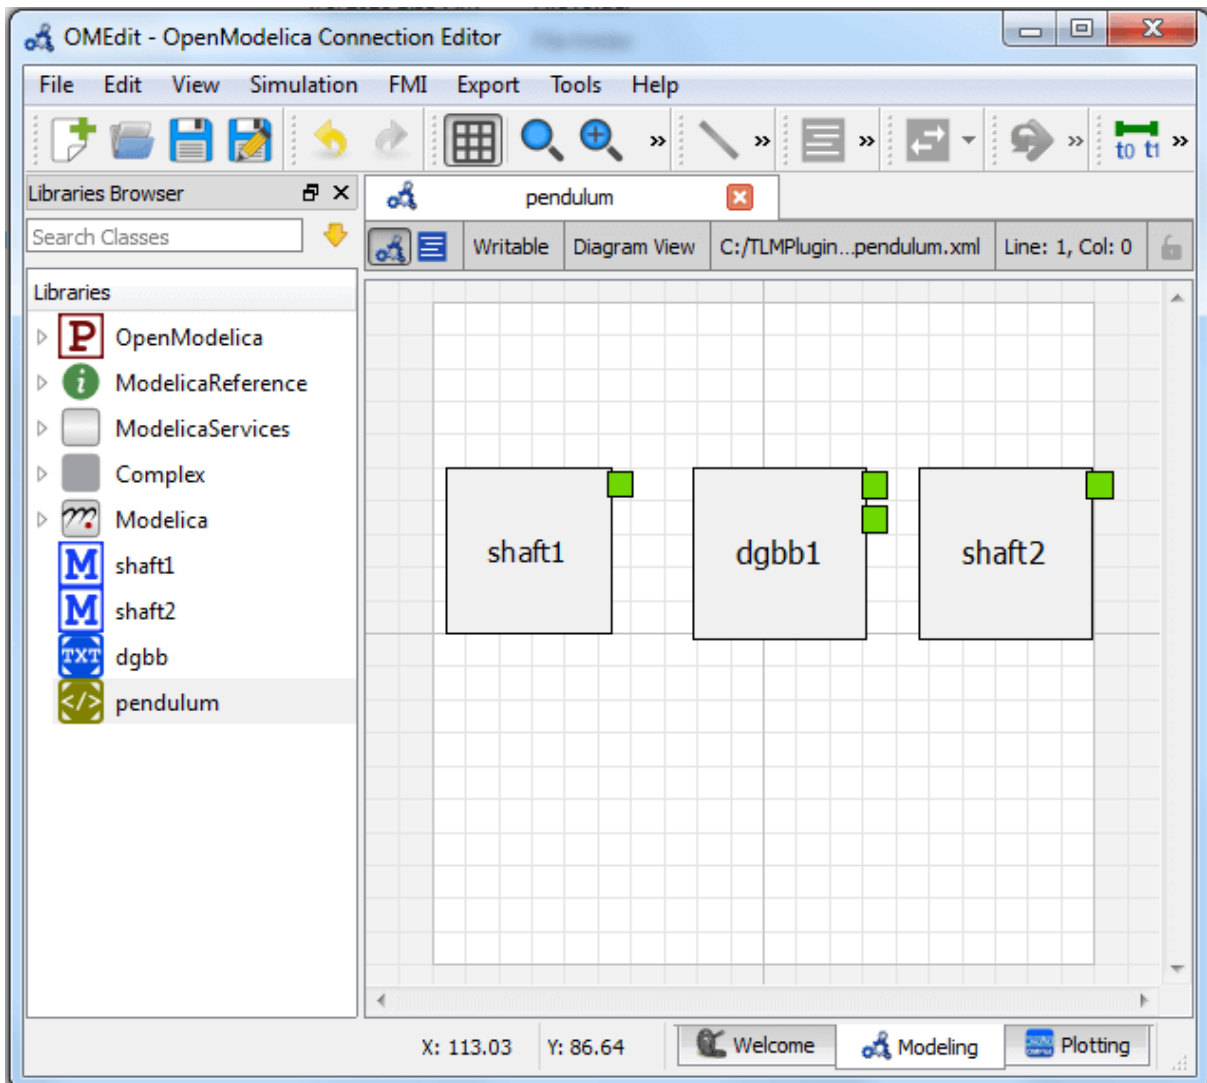 OMEdit - OpenModelica Connection Editor
File Edit View Simulation FMI Export Tools Help
» » » » t0 t1 »
Libraries Browser
pendulum
Search Classes
Writable Diagram View C:/TLMPlugin...pendulum.xml Line: 1, Col: 0
Libraries
P OpenModelica
i ModelicaReference
ModelicaServices
Complex
Modelica
M shaft1
M shaft2
TXT dgbb
</> pendulum
shaft1 dgbb1 shaft2
X: 113.03 Y: 86.64 Welcome Modeling Plotting